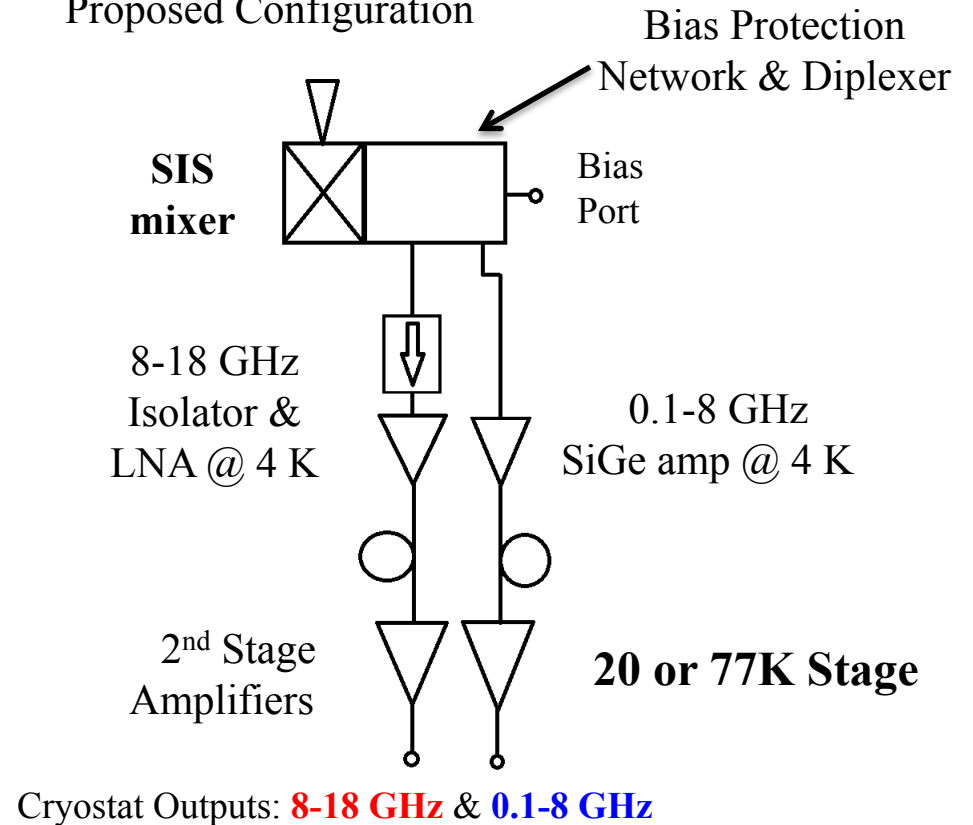 Proposed Configuration
Bias Protection
Network & Diplexer
SIS
mixer
Bias
Port
8-18 GHz
Isolator &
LNA @ 4 K
0.1-8 GHz
SiGe amp @ 4 K
2nd Stage
Amplifiers
20 or 77K Stage
Cryostat Outputs: 8-18 GHz & 0.1-8 GHz